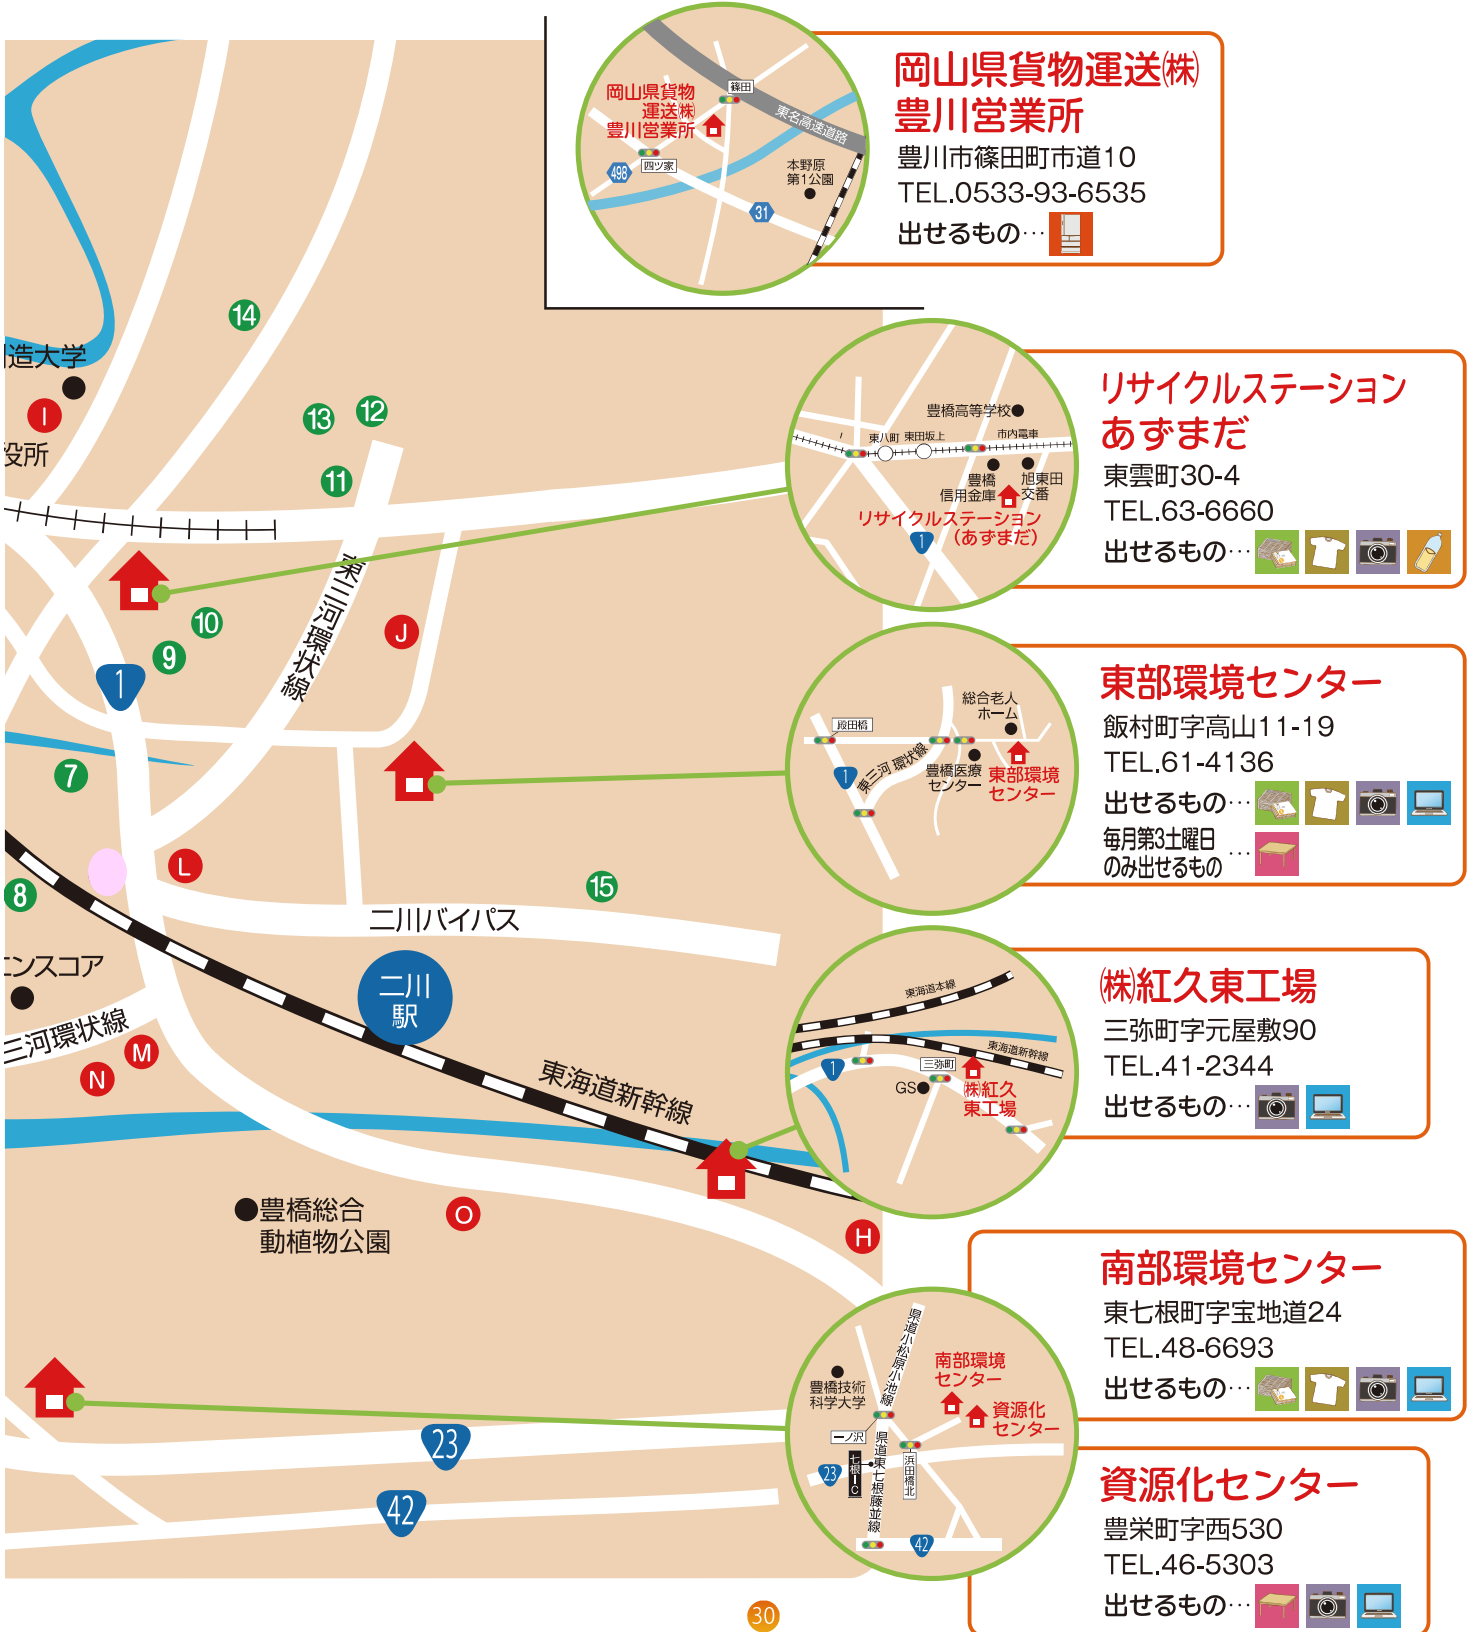 岡山県貨物運送㈱
豊川営業所
豊川市篠田町市道10
TEL.0533-93-6535
出せるもの…
岡山県貨物
運送㈱
豊川営業所
篠田
東名高速道路
四ツ家
498
本野原
第1公園
31
リサイクルステーション
あずまだ
東雲町30-4
TEL.63-6660
出せるもの…
豊橋高等学校
東八町
東田坂上
市内電車
豊橋
信用金庫
旭東田
交番
リサイクルステーション
(あずまだ)
1
東部環境センター
飯村町字高山11-19
TEL.61-4136
出せるもの…
毎月第3土曜日
のみ出せるもの…
総合老人
ホーム
殿田橋
1
東三河環状線
豊橋医療
センター
東部環境
センター
㈱紅久東工場
三弥町字元屋敷90
TEL.41-2344
出せるもの…
東海道本線
東海道新幹線
1
三弥町
GS
㈱紅久
東工場
南部環境センター
東七根町字宝地道24
TEL.48-6693
出せるもの…
県道小松原小池線
南部環境
センター
豊橋技術
科学大学
資源化
センター
一ノ沢
七根IC
県道東七根藤並線
浜田橋北
23
42
資源化センター
豊栄町字西530
TEL.46-5303
出せるもの…
14
造大学
I
役所
13
12
11
東三河環状線
10
9
J
1
7
L
8
15
二川バイパス
ンスコア
二川
駅
三河環状線
M
N
東海道新幹線
豊橋総合
動植物公園
O
H
23
42
30